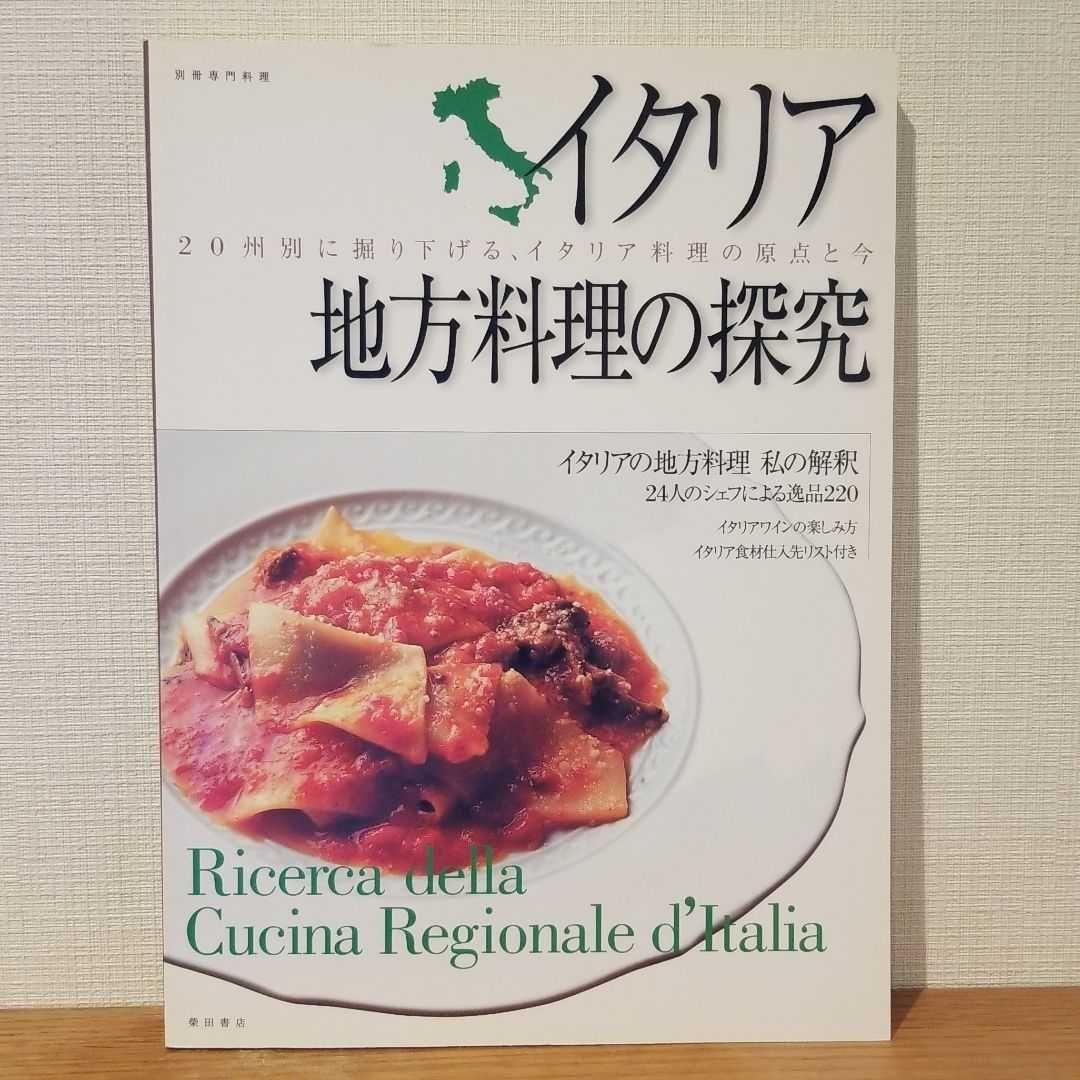 別冊専門料理
イタリア
20州別に掘り下げる、イタリア料理の原点と今
地方料理の探究
イタリアの地方料理 私の解釈
24人のシェフによる逸品220
イタリアワインの楽しみ方
イタリア食材仕入先リスト付き
Ricerca della
Cucina Regionale d'Italia
柴田書店